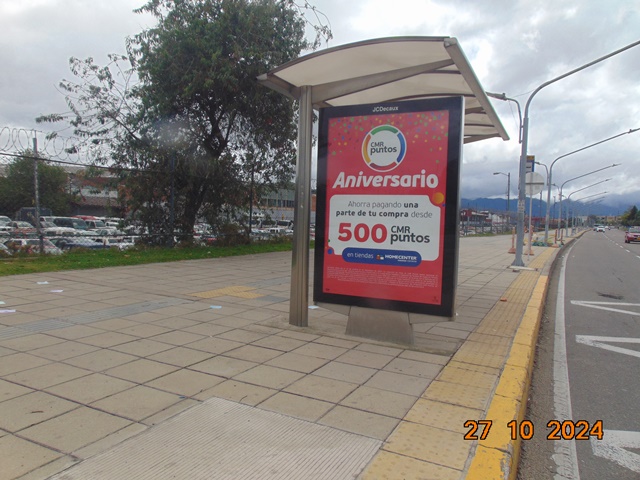 JCDecaux
CMR
puntos
Aniversario
Ahora pagando una
parte de tu compra desde
500 CMR
puntos
en tiendas HOMECENTER
27 10 2024